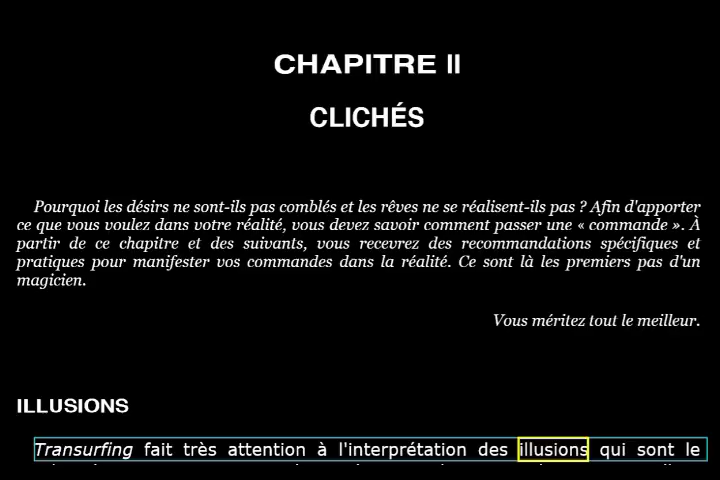 CHAPITRE II
CLICHÉS
Pourquoi les désirs ne sont-ils pas comblés et les rêves ne se réalisent-ils pas ? Afin d'apporter
ce que vous voulez dans votre réalité, vous devez savoir comment passer une « commande ». À
partir de ce chapitre et des suivants, vous recevrez des recommandations spécifiques et
pratiques pour manifester vos commandes dans la réalité. Ce sont là les premiers pas d'un
magicien.
Vous méritez tout le meilleur.
ILLUSIONS
Transurfing fait très attention à l'interprétation des illusions qui sont le